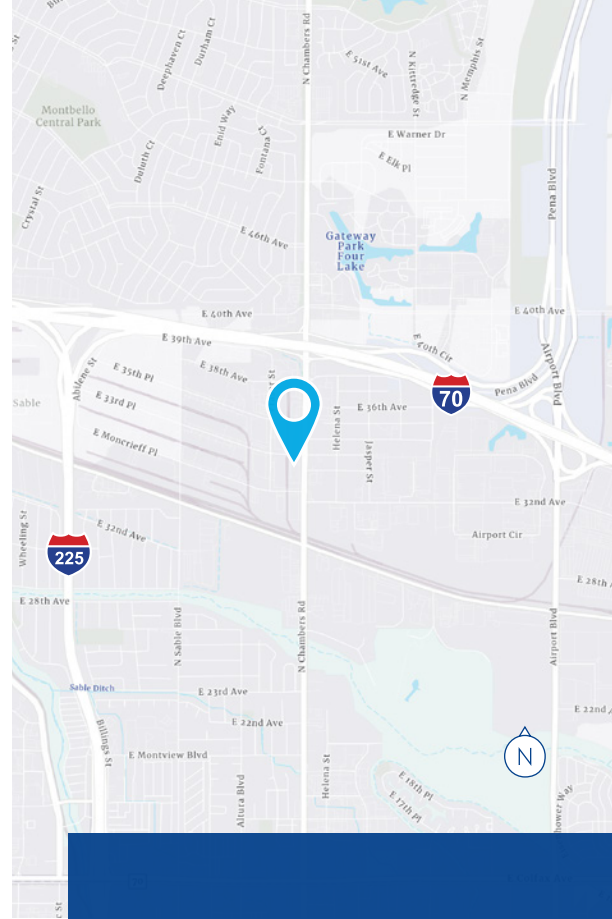 N Chambers Rd
Deephaven Ct
Durham Ct
E 51st Ave
N Kittredge St
N Memphis St
Montbello
Central Park
Enid Way
Fontana Ct
Duluth Ct
E Warner Dr
E Elk Pl
Crystal St
Pena Blvd
E 46th Ave
Gateway
Park
Four
Lake
E 40th Ave
E 40th Ave
E 39th Ave
E 40th Cir
E 38th Ave
E 35th Pl
Airport Blvd
Abilene St
Pena Blvd
70
Sable
E 33rd Pl
E 36th Ave
Helena St
E Moncrieff Pl
Jasper St
E 32nd Ave
Wheeling St
E 32nd Ave
Airport Cir
225
E 28th
E 28th Ave
N Sable Blvd
N Chambers Rd
Airport Blvd
Sable Ditch
E 23rd Ave
E 22nd
E 22nd Ave
Billings St
E Montview Blvd
N
Helena St
Altura Blvd
E 18th Pl
E 17th Pl
Way